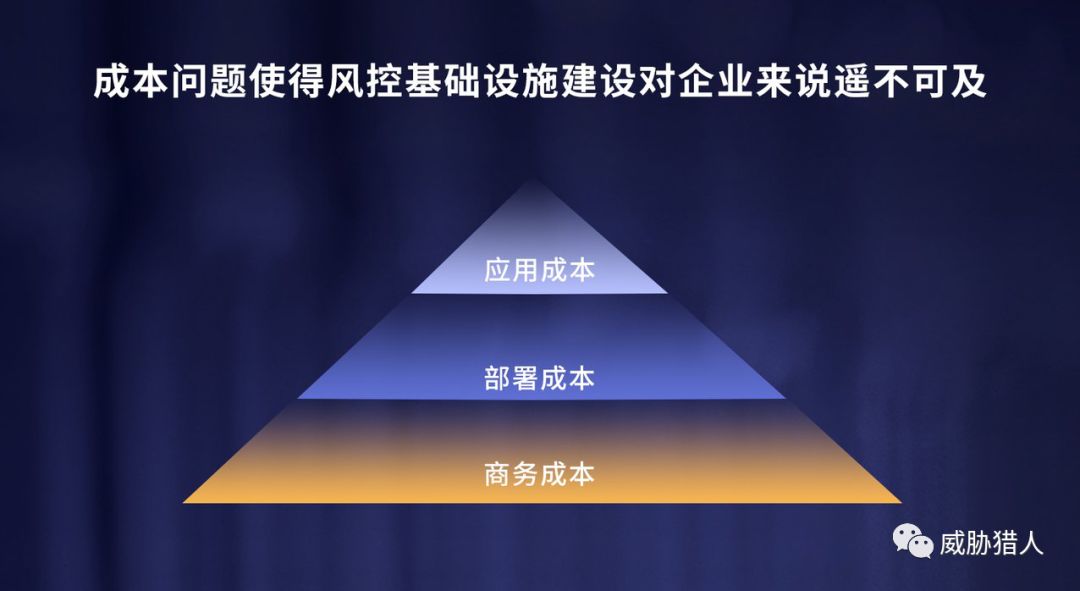 成本问题使得风控基础设施建设对企业来说遥不可及
应用成本
部署成本
商务成本
威胁猎人